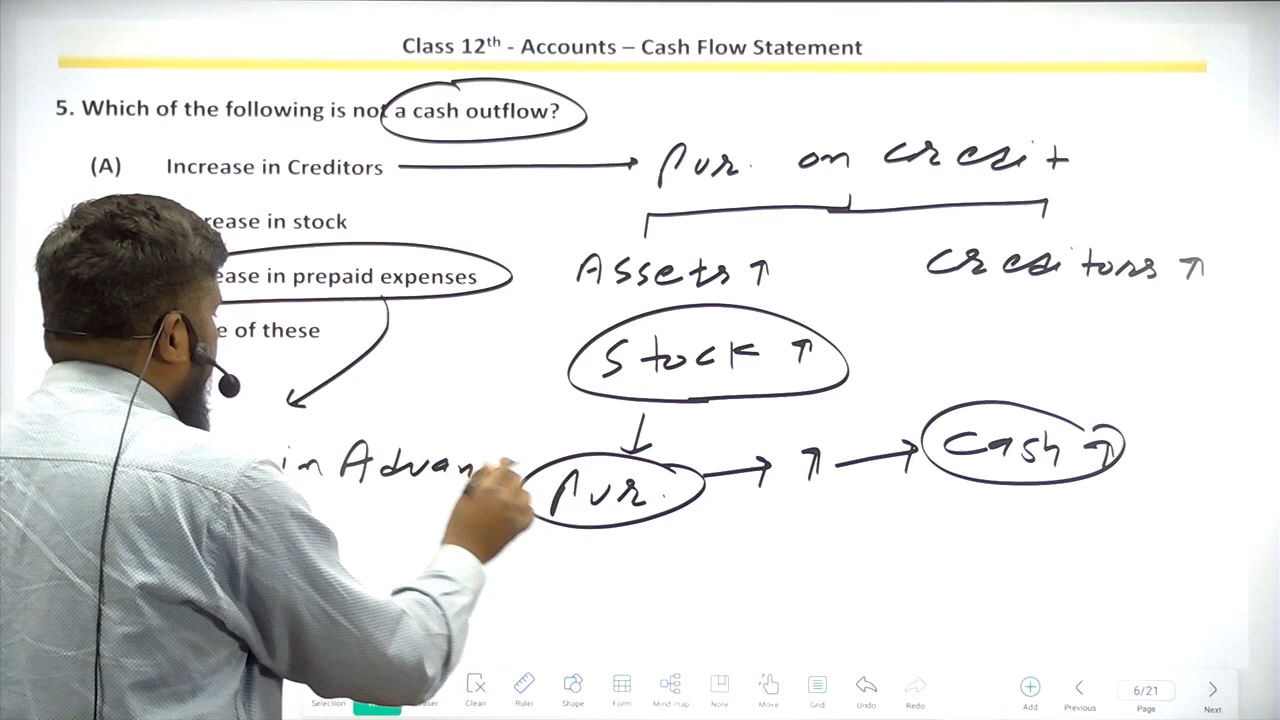 Class 12th - Accounts – Cash Flow Statement
5. Which of the following is not a cash outflow?
(A) Increase in Creditors
Pur. on credit
rease in stock
Assets ↑
Creditors ↑
ease in prepaid expenses
e of these
Stock ↑
in Advan
Pur. → ↑ → Cash ↑
Selection
Clean
Ruler
Shape
Form
Mind map
Note
Move
Grid
Undo
Redo
Add
Previous
6/21
Page
Next